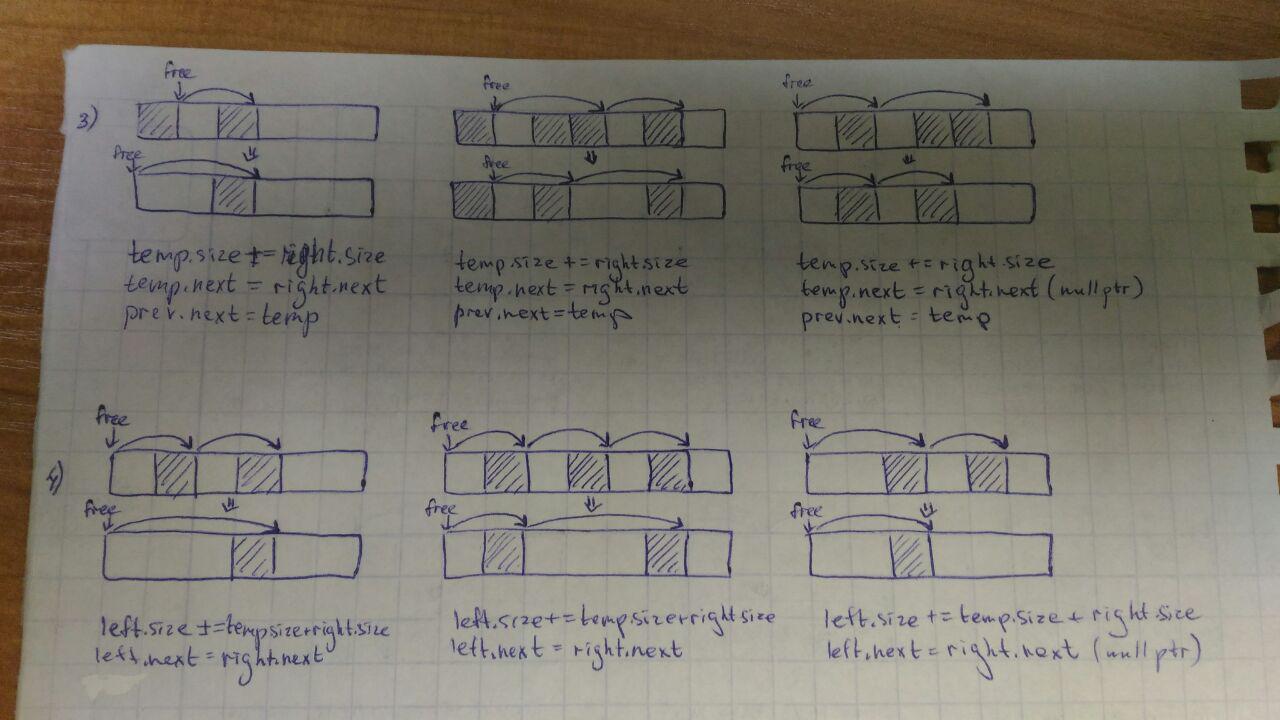 free
free
free
3)
free
free
free
temp.size += right.size
temp.next = right.next
prev.next = temp
temp.size += right.size
temp.next = right.next
prev.next = temp
temp.size += right.size
temp.next = right.next (nullptr)
prev.next = temp
free
free
free
4)
free
free
free
left.size += temp.size+right.size
left.next = right.next
left.size += temp.size+right.size
left.next = right.next
left.size += temp.size + right.size
left.next = right.next (nullptr)